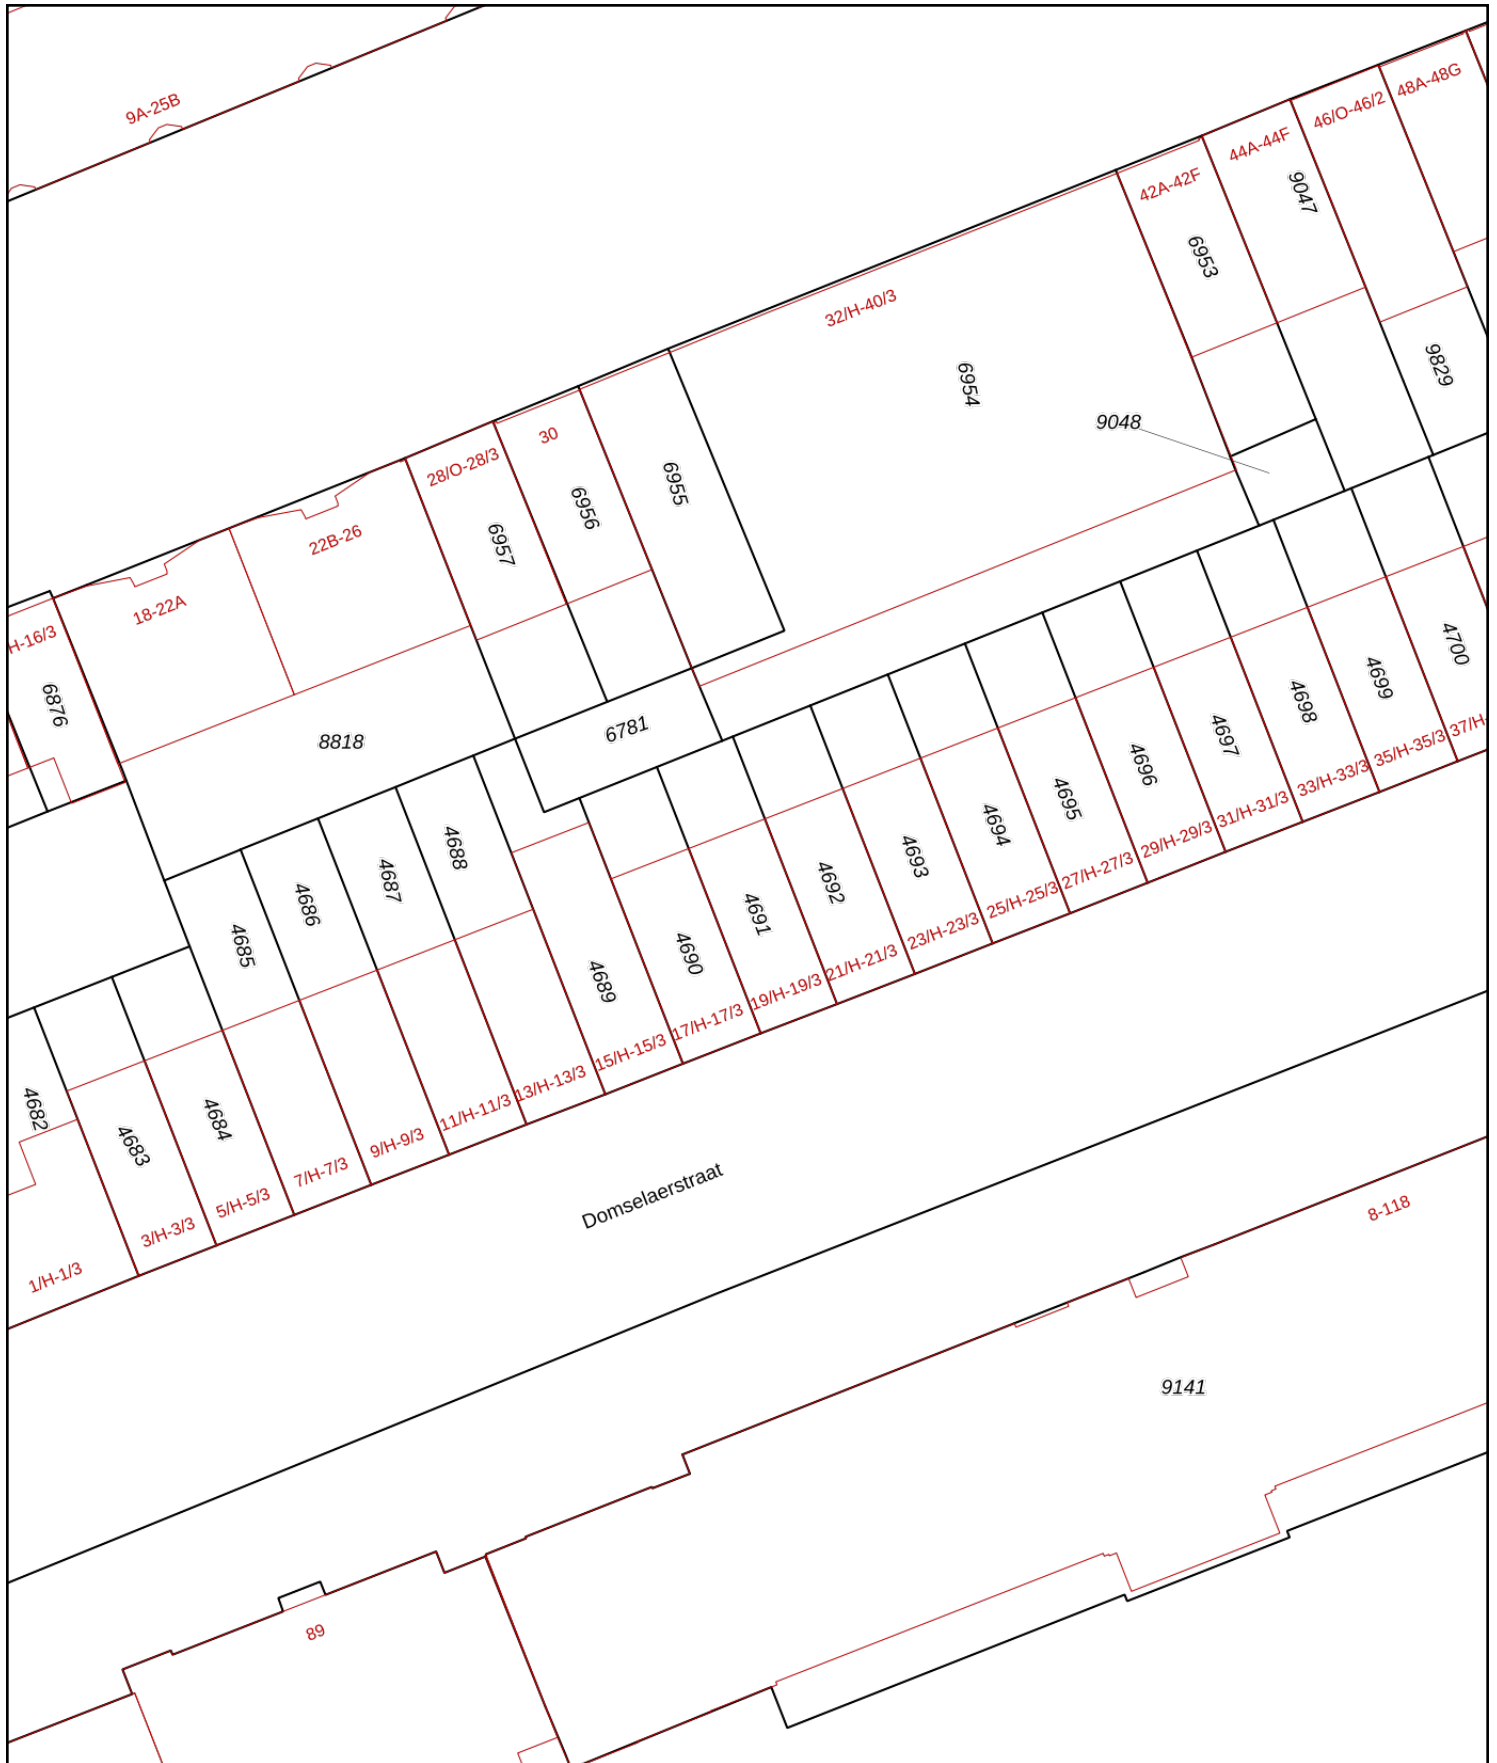 9A-25B
48A-48G
46/O-46/2
44A-44F
42A-42F
9047
6953
32/H-40/3
9829
6954
9048
30
28/O-28/3
6955
6956
6957
22B-26
18-22A
H-16/3
6876
8818
6781
4700
4699
4698
4697
4696
4695
4694
4693
4692
4691
4690
4689
4688
4687
4686
4685
4684
4683
4682
37/H-
35/H-35/3
33/H-33/3
31/H-31/3
29/H-29/3
27/H-27/3
25/H-25/3
23/H-23/3
21/H-21/3
19/H-19/3
17/H-17/3
15/H-15/3
13/H-13/3
11/H-11/3
9/H-9/3
7/H-7/3
5/H-5/3
3/H-3/3
1/H-1/3
Domselaerstraat
8-118
9141
89